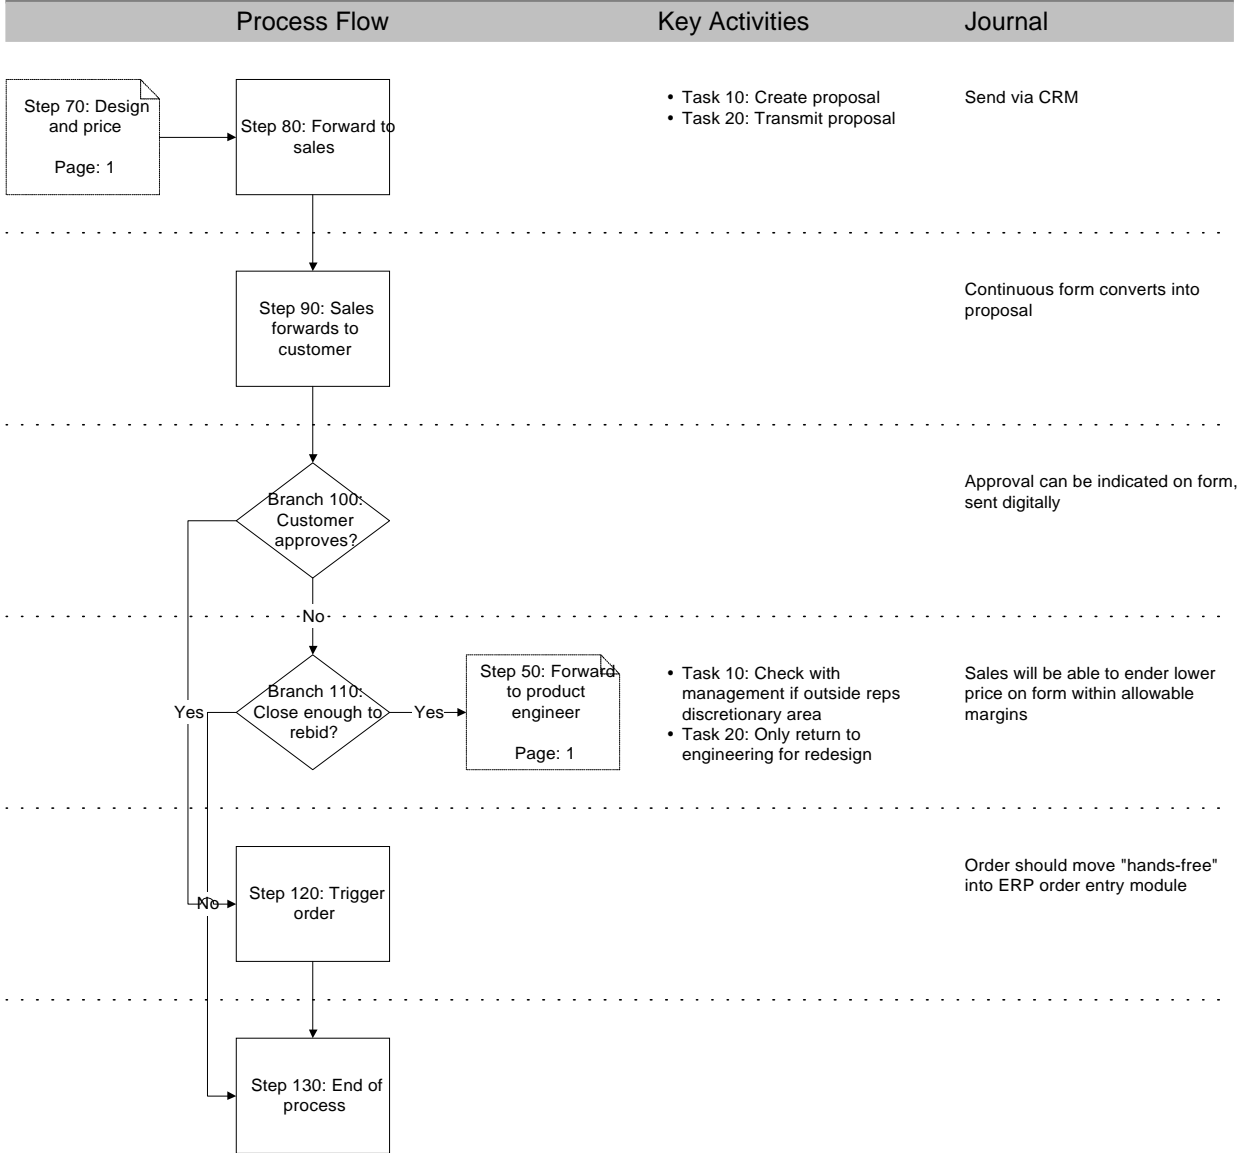 Process Flow
Key Activities
Journal
Step 70: Design
and price
Page: 1
Step 80: Forward to
sales
• Task 10: Create proposal
• Task 20: Transmit proposal
Send via CRM
Step 90: Sales
forwards to
customer
Continuous form converts into
proposal
Branch 100:
Customer
approves?
Approval can be indicated on form,
sent digitally
No
Branch 110:
Close enough to
rebid?
Yes
Yes
Step 50: Forward
to product
engineer
Page: 1
• Task 10: Check with
management if outside reps
discretionary area
• Task 20: Only return to
engineering for redesign
Sales will be able to ender lower
price on form within allowable
margins
No
Step 120: Trigger
order
Order should move "hands-free"
into ERP order entry module
Step 130: End of
process